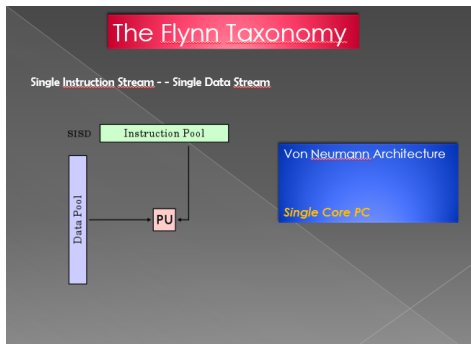 The Flynn Taxonomy
Single Instruction Stream - - Single Data Stream
SISD Instruction Pool
Von Neumann Architecture
Data Pool
PU
Single Core PC